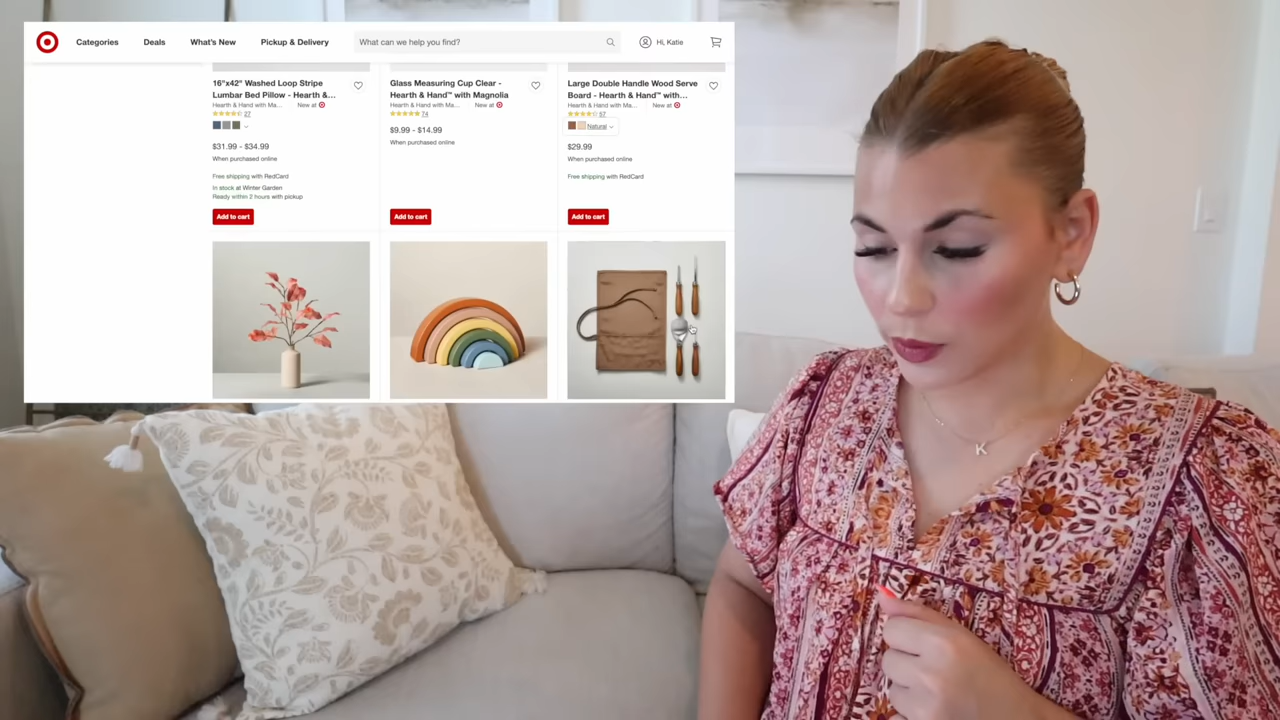 Categories Deals What's New Pickup & Delivery What can we help you find? Hi, Katie
16"x42" Washed Loop Stripe
Lumbar Bed Pillow - Hearth &...
Hearth & Hand with Ma... New at
27
$31.99 - $34.99
When purchased online
Free shipping with RedCard
In stock at Winter Garden
Ready within 2 hours with pickup
Add to cart
Glass Measuring Cup Clear -
Hearth & Hand™ with Magnolia
Hearth & Hand with Ma... New at
74
$9.99 - $14.99
When purchased online
Add to cart
Large Double Handle Wood Serve
Board - Hearth & Hand™ with...
Hearth & Hand with Ma... New at
57
Natural
$29.99
When purchased online
Free shipping with RedCard
Add to cart
K